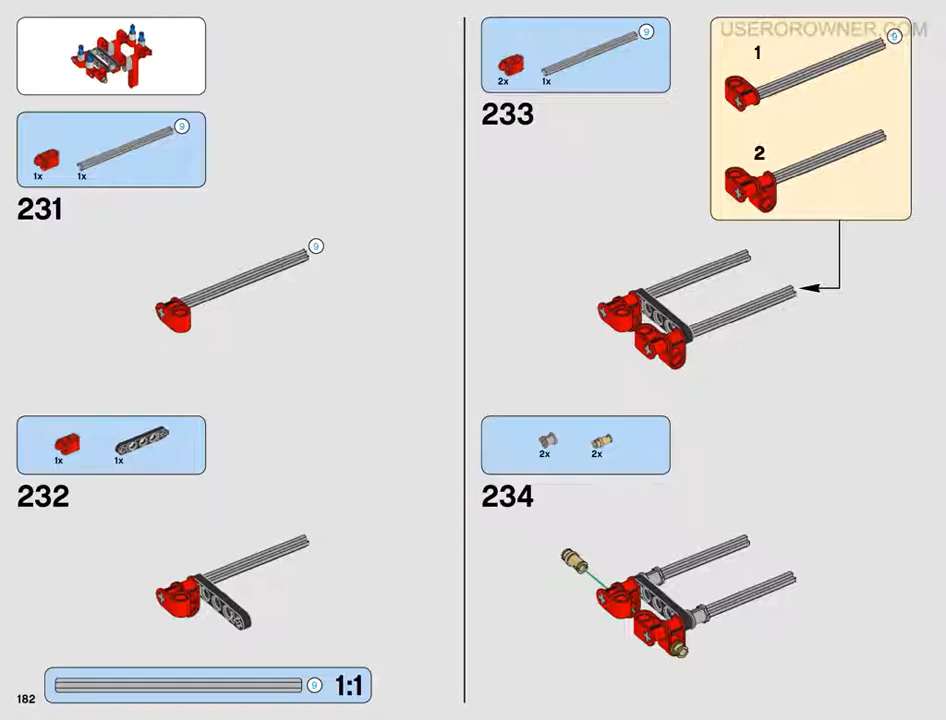 USEROROWNER.COM
9
1x 1x
231
9
1x 1x
232
9 1:1
182
9
2x 1x
233
1 9
2
2x 2x
234